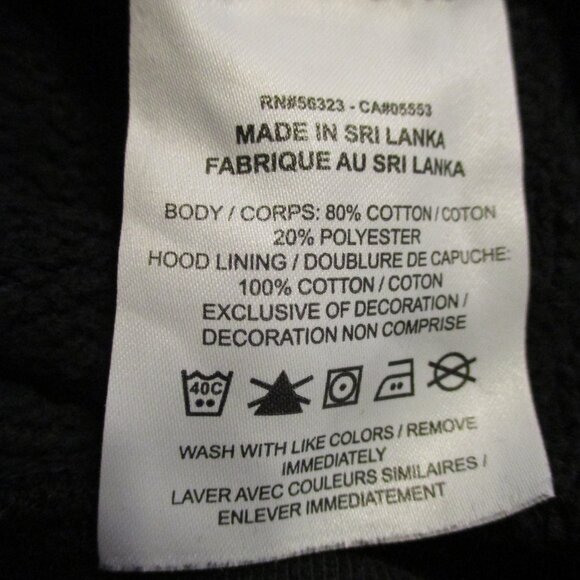 RN#56323 - CA#05553
MADE IN SRI LANKA
FABRIQUE AU SRI LANKA
BODY / CORPS: 80% COTTON / COTON
20% POLYESTER
HOOD LINING / DOUBLURE DE CAPUCHE:
100% COTTON / COTON
EXCLUSIVE OF DECORATION /
DECORATION NON COMPRISE
40C
WASH WITH LIKE COLORS / REMOVE
IMMEDIATELY
LAVER AVEC COULEURS SIMILAIRES /
ENLEVER IMMEDIATEMENT